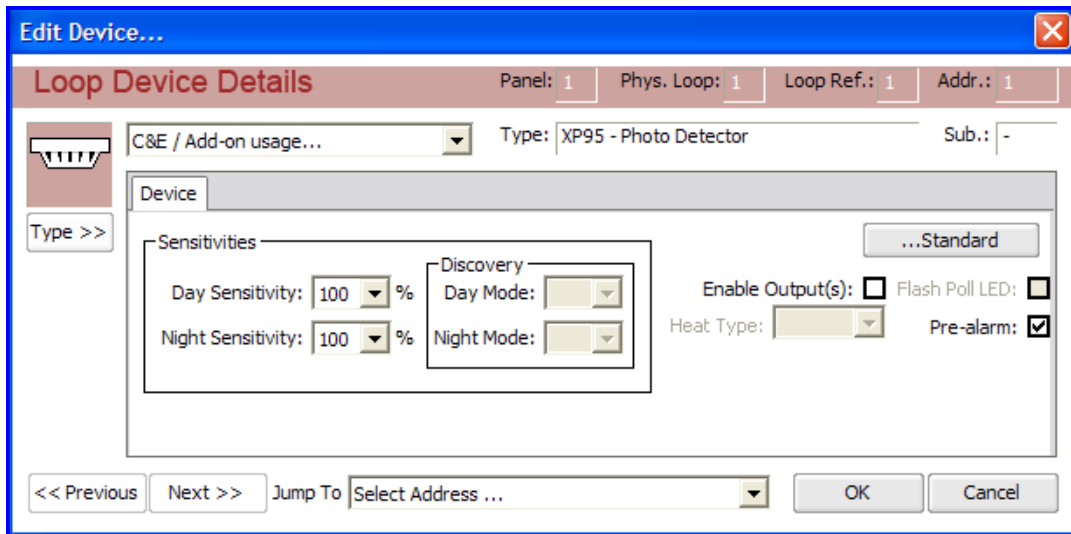 Edit Device...
Loop Device Details Panel: 1 Phys. Loop: 1 Loop Ref.: 1 Addr.: 1
C&E / Add-on usage... Type: XP95 - Photo Detector Sub.: -
Device
Type >>
...Standard
Sensitivities
Discovery
Day Sensitivity: 100 % Day Mode: Enable Output(s): Flash Poll LED:
Night Sensitivity: 100 % Night Mode: Heat Type: Pre-alarm:
<< Previous Next >> Jump To Select Address ... OK Cancel